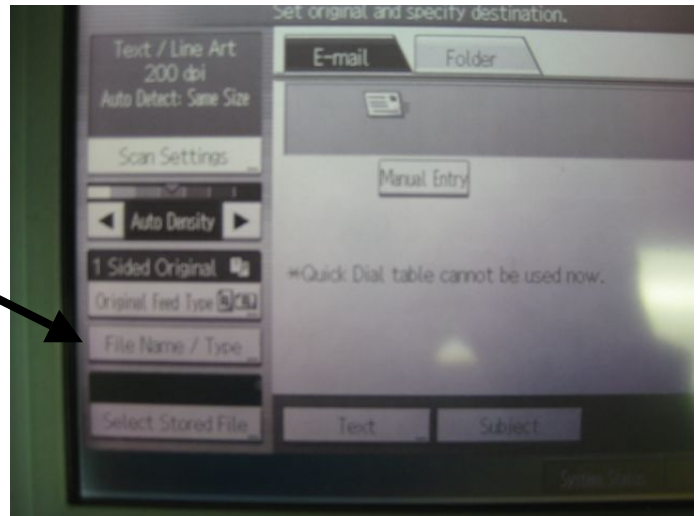 Set original and specify destination.
Text / Line Art
200 dpi
Auto Detect: Same Size
Scan Settings
Auto Density
1 Sided Original
Original Feed Type
File Name / Type
Select Stored File
E-mail
Folder
Manual Entry
*Quick Dial table cannot be used now.
Text
Subject
System Status